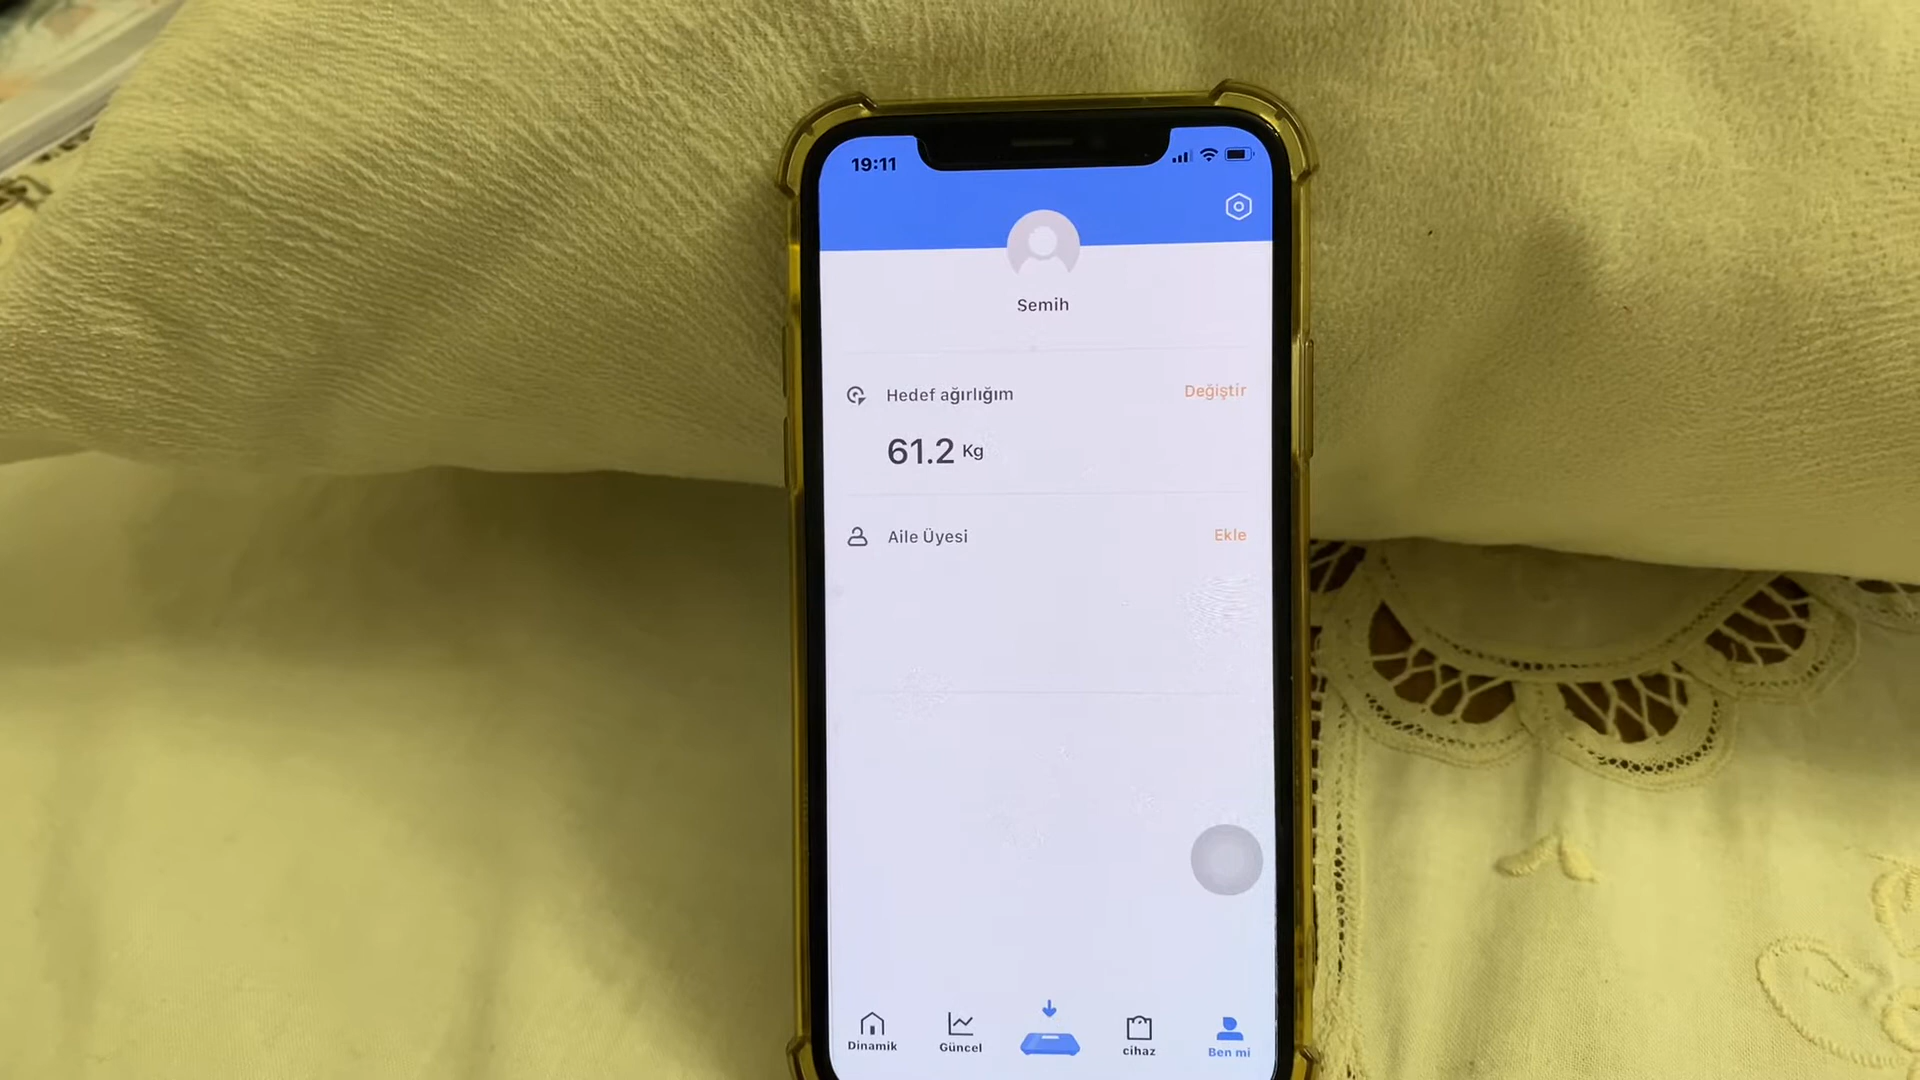 19:11
Semih
Hedef ağırlığım Değiştir
61.2 Kg
Aile Üyesi Ekle
Dinamik Güncel cihaz Ben mi